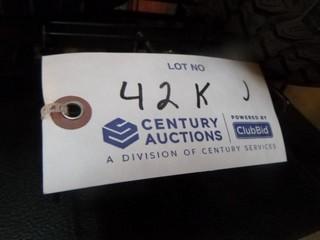 LOT NO
42K J
CENTURY AUCTIONS | POWERED BY ClubBid
A DIVISION OF CENTURY SERVICES